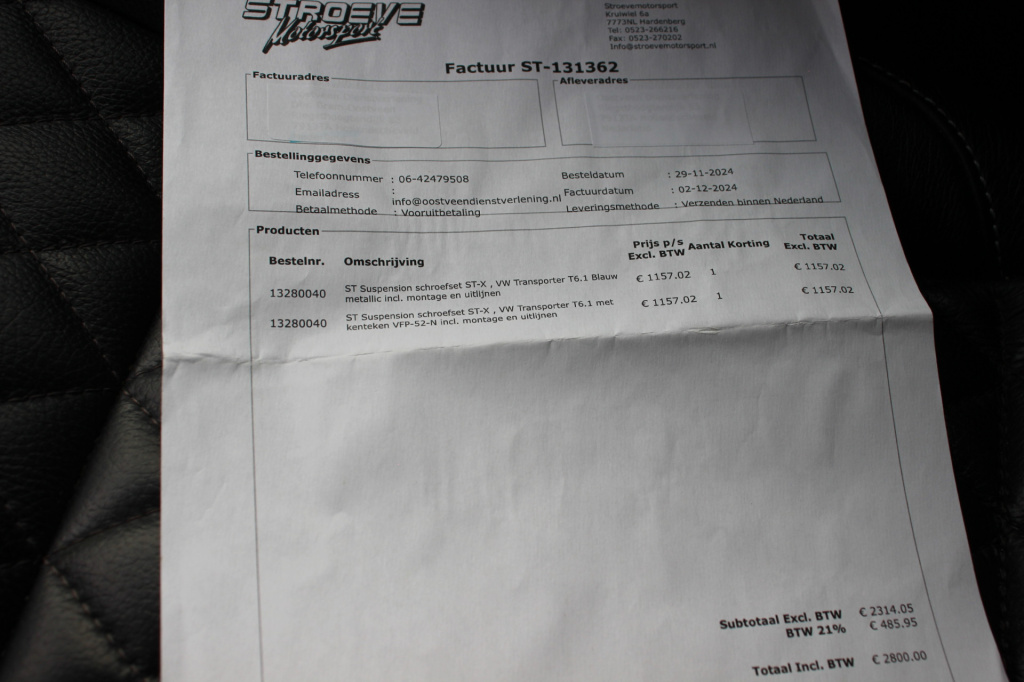 STROEVE
Motorsport
Stroevemotorsport
Kruiwiel 6a
7773NL Hardenberg
Tel: 0523-266216
Fax: 0523-270202
Info@stroevemotorsport.nl
Factuur ST-131362
Factuuradres
Afleveradres
Bestellinggegevens
Telefoonnummer : 06-42479508
Emailadress :
info@oostveendienstverlening.nl
Betaalmethode : Vooruitbetaling
Besteldatum : 29-11-2024
Factuurdatum : 02-12-2024
Leveringsmethode : Verzenden binnen Nederland
Producten
Bestelnr. Omschrijving Prijs p/s Excl. BTW Aantal Korting Totaal Excl. BTW
13280040 ST Suspension schroefset ST-X , VW Transporter T6.1 Blauw € 1157.02 1 € 1157.02
metallic incl. montage en uitlijnen
13280040 ST Suspension schroefset ST-X , VW Transporter T6.1 met € 1157.02 1 € 1157.02
kenteken VFP-52-N incl. montage en uitlijnen
Subtotaal Excl. BTW € 2314.05
BTW 21% € 485.95
Totaal Incl. BTW € 2800.00